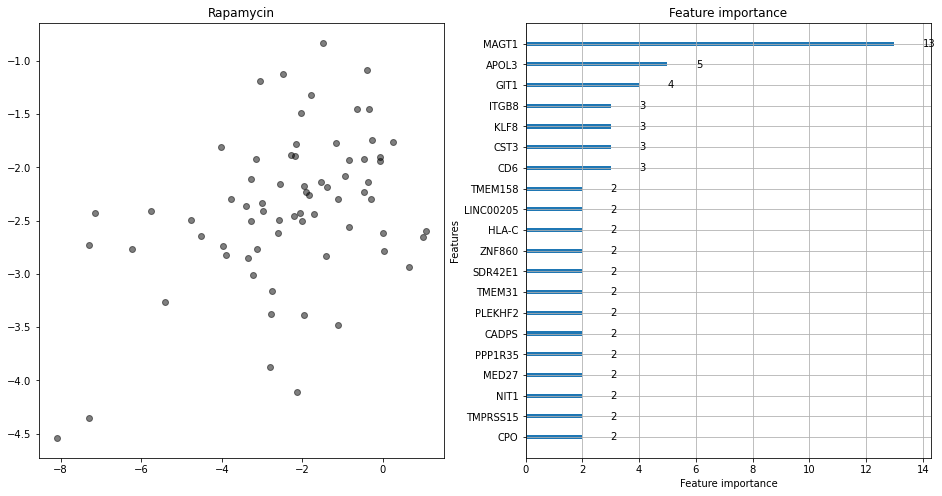 Rapamycin
−1.0
−1.5
−2.0
−2.5
−3.0
−3.5
−4.0
−4.5
−8
−6
−4
−2
0
Feature importance
Features
MAGT1
13
APOL3
5
GIT1
4
ITGB8
3
KLF8
3
CST3
3
CD6
3
TMEM158
2
LINC00205
2
HLA-C
2
ZNF860
2
SDR42E1
2
TMEM31
2
PLEKHF2
2
CADPS
2
PPP1R35
2
MED27
2
NIT1
2
TMPRSS15
2
CPO
2
0
2
4
6
8
10
12
14
Feature importance